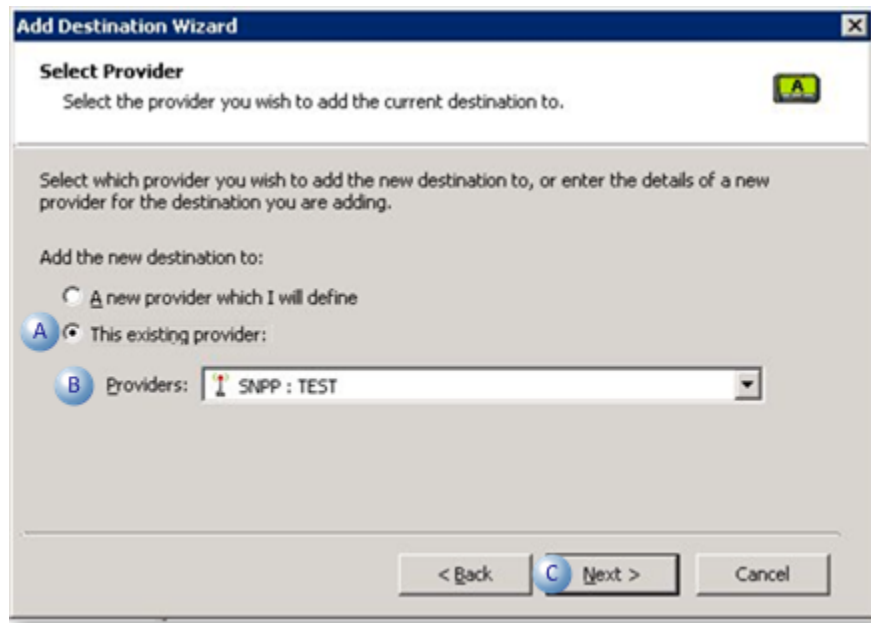 Add Destination Wizard
Select Provider
Select the provider you wish to add the current destination to.
A
Select which provider you wish to add the new destination to, or enter the details of a new
provider for the destination you are adding.
Add the new destination to:
A new provider which I will define
A This existing provider:
B Providers: SNPP : TEST
< Back C Next > Cancel